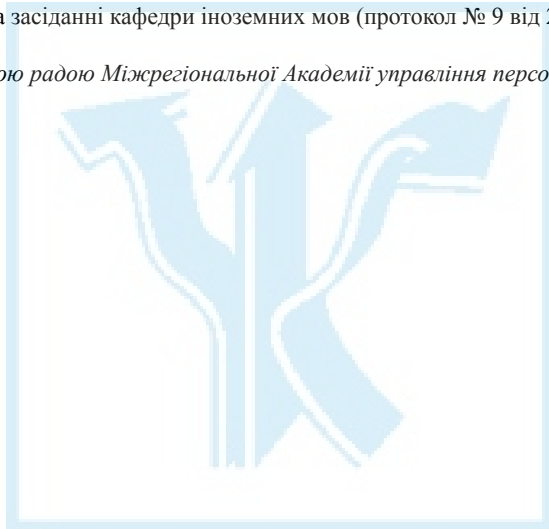 а засіданні кафедри іноземних мов (протокол № 9 від 2
ою радою Міжрегіональної Академії управління персо